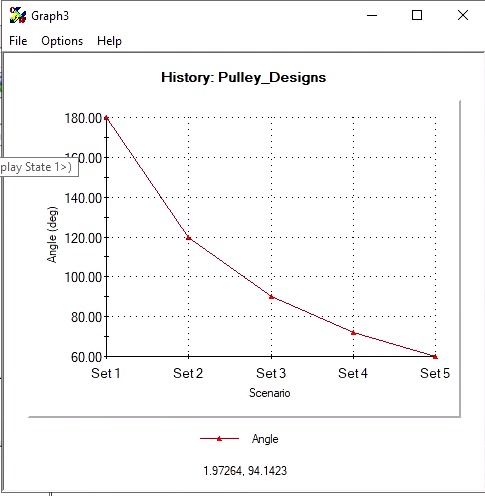 Graph3
File Options Help
History: Pulley_Designs
180.00
160.00
play State 1>)
140.00
120.00
100.00
80.00
60.00
Angle (deg)
Set 1 Set 2 Set 3 Set 4 Set 5
Scenario
Angle
1.97264, 94.1423